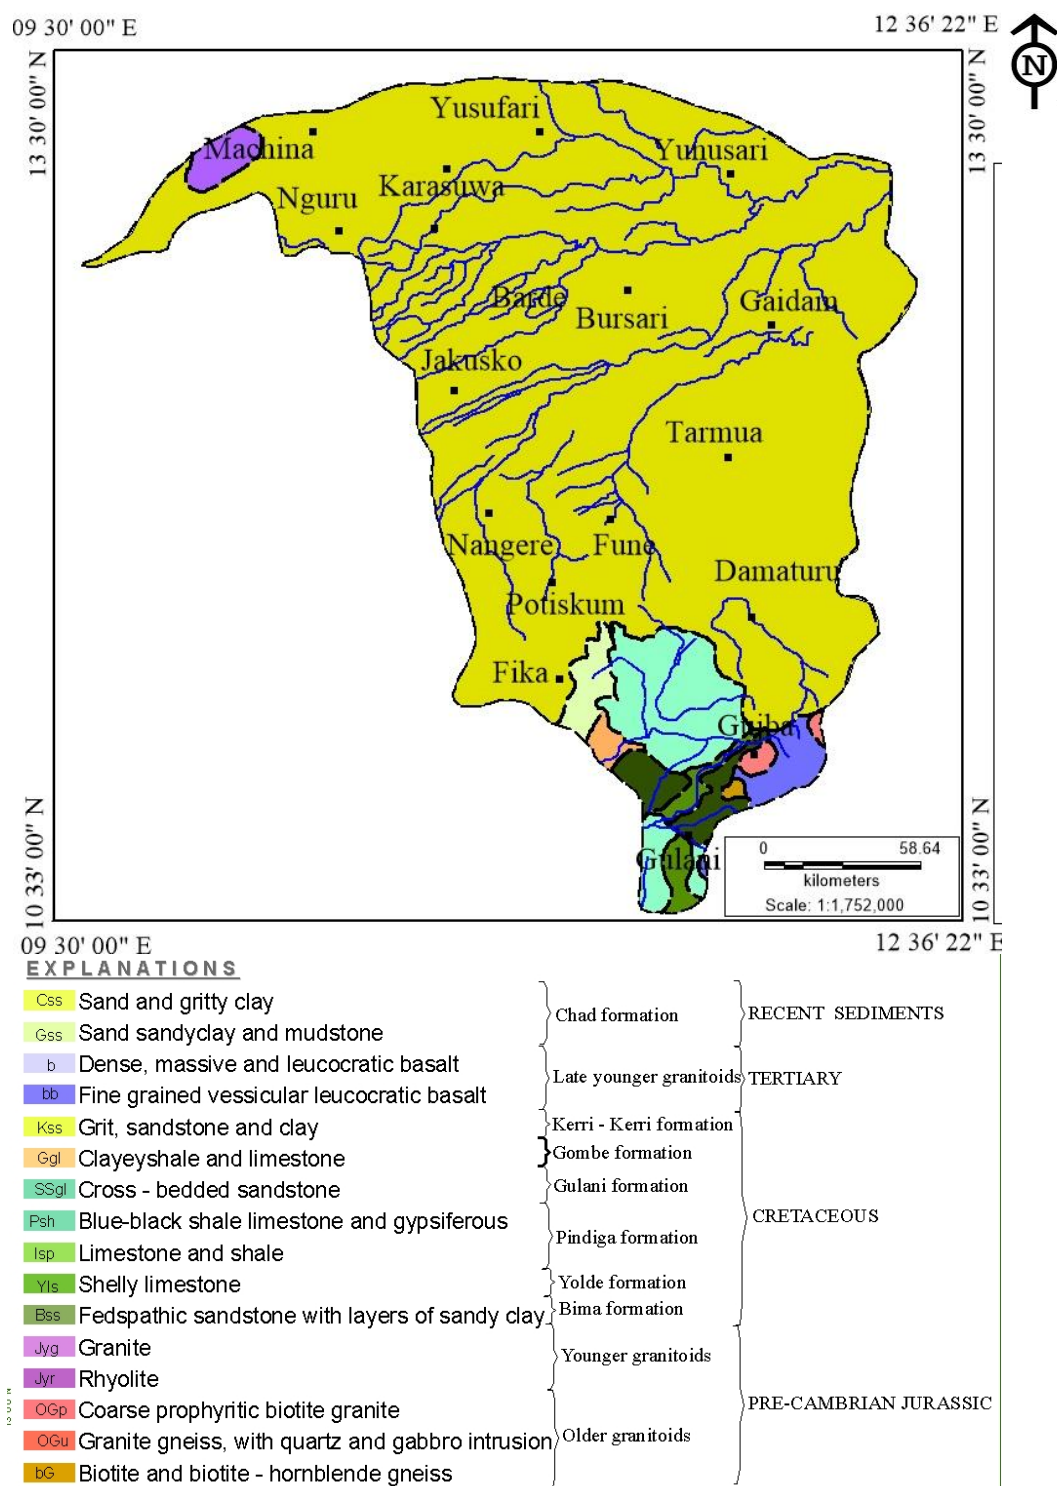 09 30' 00" E
12 36' 22" E
N
13 30' 00" N
13 30' 00" N
Yusufari
Machina
Yunusari
Karasuwa
Nguru
Barde
Gaidam
Bursari
Jakusko
Tarmua
Nangere
Fune
Damaturu
Potiskum
Fika
Gujba
Gulani
10 33' 00" N
10 33' 00" N
0 58.64
kilometers
Scale: 1:1,752,000
09 30' 00" E
12 36' 22" E
EXPLANATIONS
Css Sand and gritty clay
Gss Sand sandyclay and mudstone
Chad formation
RECENT SEDIMENTS
b Dense, massive and leucocratic basalt
bb Fine grained vessicular leucocratic basalt
Late younger granitoids
TERTIARY
Kss Grit, sandstone and clay
Kerri - Kerri formation
Ggl Clayeyshale and limestone
Gombe formation
SSgl Cross - bedded sandstone
Gulani formation
Psh Blue-black shale limestone and gypsiferous
CRETACEOUS
Pindiga formation
lsp Limestone and shale
Yls Shelly limestone
Yolde formation
Bss Fedspathic sandstone with layers of sandy clay
Bima formation
Jyg Granite
Younger granitoids
Jyr Rhyolite
OGp Coarse prophyritic biotite granite
PRE-CAMBRIAN JURASSIC
OGu Granite gneiss, with quartz and gabbro intrusion
Older granitoids
bG Biotite and biotite - hornblende gneiss